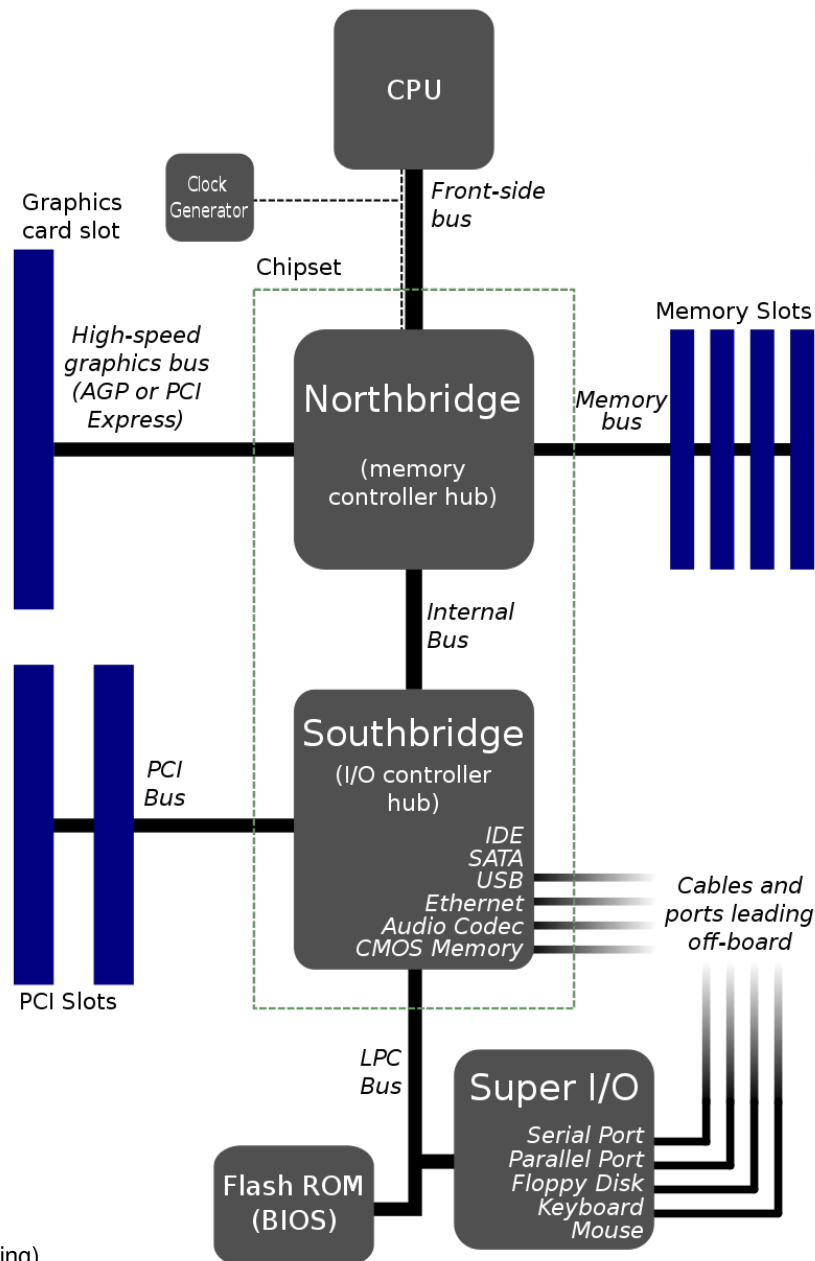 CPU
Clock
Generator
Front-side
bus
Graphics
card slot
Chipset
High-speed
graphics bus
(AGP or PCI
Express)
Memory Slots
Northbridge
(memory
controller hub)
Memory
bus
Internal
Bus
Southbridge
(I/O controller
hub)
PCI
Bus
IDE
SATA
USB
Ethernet
Audio Codec
CMOS Memory
Cables and
ports leading
off-board
PCI Slots
LPC
Bus
Super I/O
Serial Port
Parallel Port
Floppy Disk
Keyboard
Mouse
Flash ROM
(BIOS)
ing)